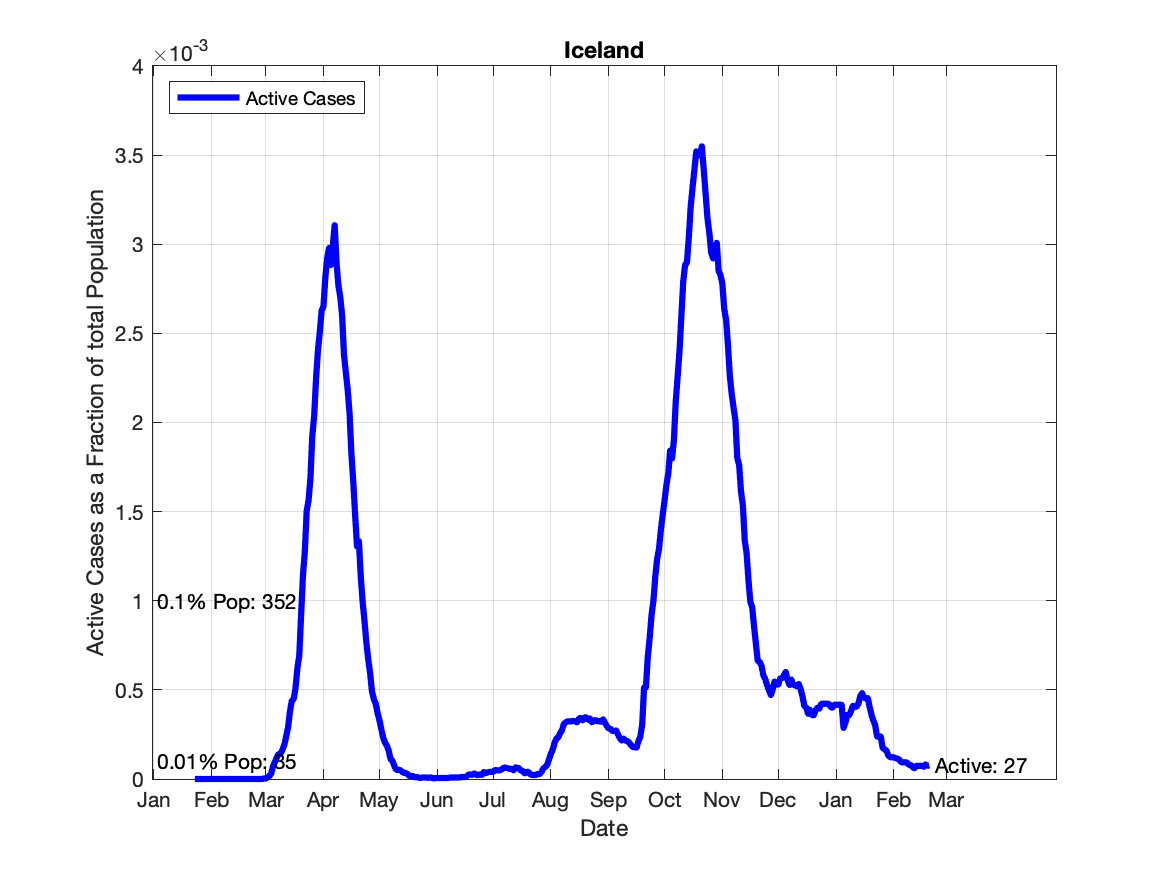 Iceland
×10-3
Active Cases
4
3.5
3
2.5
2
1.5
1
0.5
0
Active Cases as a Fraction of total Population
0.1% Pop: 352
0.01% Pop: 35
Active: 27
Jan Feb Mar Apr May Jun Jul Aug Sep Oct Nov Dec Jan Feb Mar
Date